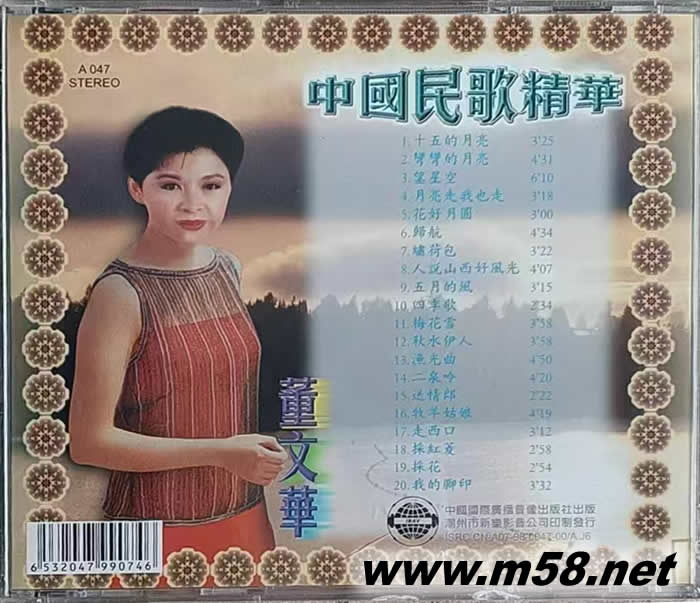 A 047
STEREO
中國民歌精華
1. 十五的月亮 3'25
2. 彎彎的月亮 4'31
3. 望星空 6'10
4. 月亮走我也走 3'18
5. 花好月圓 3'00
6. 歸航 4'34
7. 繡荷包 3'22
8. 人說山西好風光 4'07
9. 五月的風 3'15
10. 四季歌 2'34
11. 梅花雪 3'58
12. 秋水伊人 3'58
13. 漁光曲 4'50
14. 二泉吟 4'20
15. 送情郎 2'22
16. 牧羊姑娘 4'19
17. 走西口 3'12
18. 採紅菱 2'58
19. 採花 2'54
20. 我的腳印 3'32
董文華
中國國際廣播音像出版社出版
潮州市新樂影音公司印制發行
ISRC CN-A07-98-0047-00/A.J6
6 532047 990746
www.m58.net